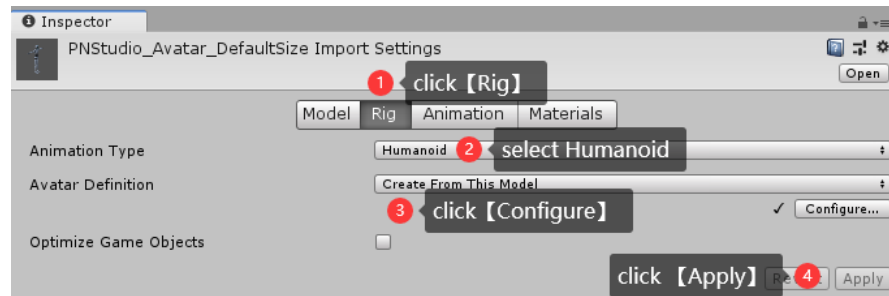 Inspector
PNStudio_Avatar_DefaultSize Import Settings
Open
1 click【Rig】
Model Rig Animation Materials
Animation Type Humanoid 2 select Humanoid
Avatar Definition Create From This Model
3 click【Configure】 ✓ Configure...
Optimize Game Objects
click 【Apply】 4 Apply